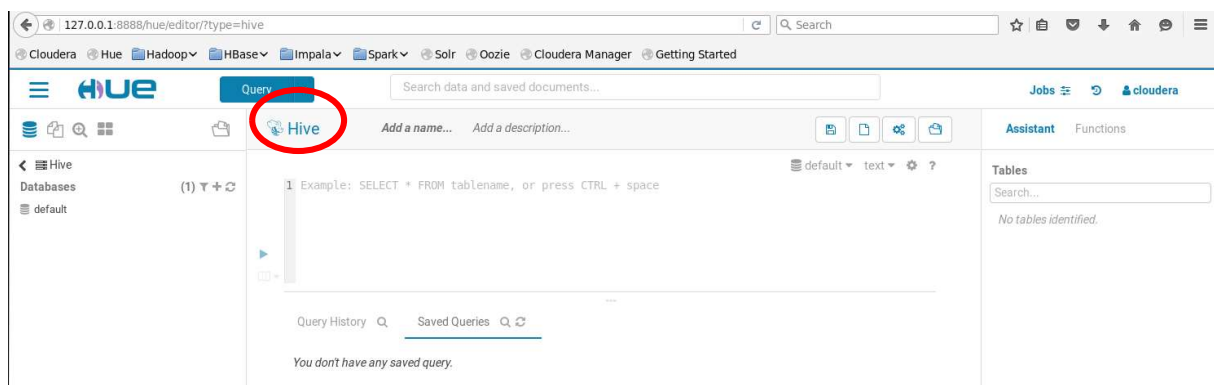 127.0.0.1:8888/hue/editor/?type=hive Search
Cloudera Hue Hadoop HBase Impala Spark Solr Oozie Cloudera Manager Getting Started
HUE Query Search data and saved documents... Jobs cloudera
Hive Add a name... Add a description... Assistant Functions
Hive default text ?
Databases (1) Tables
1 Example: SELECT * FROM tablename, or press CTRL + space Search...
default No tables identified.
Query History Saved Queries
You don't have any saved query.